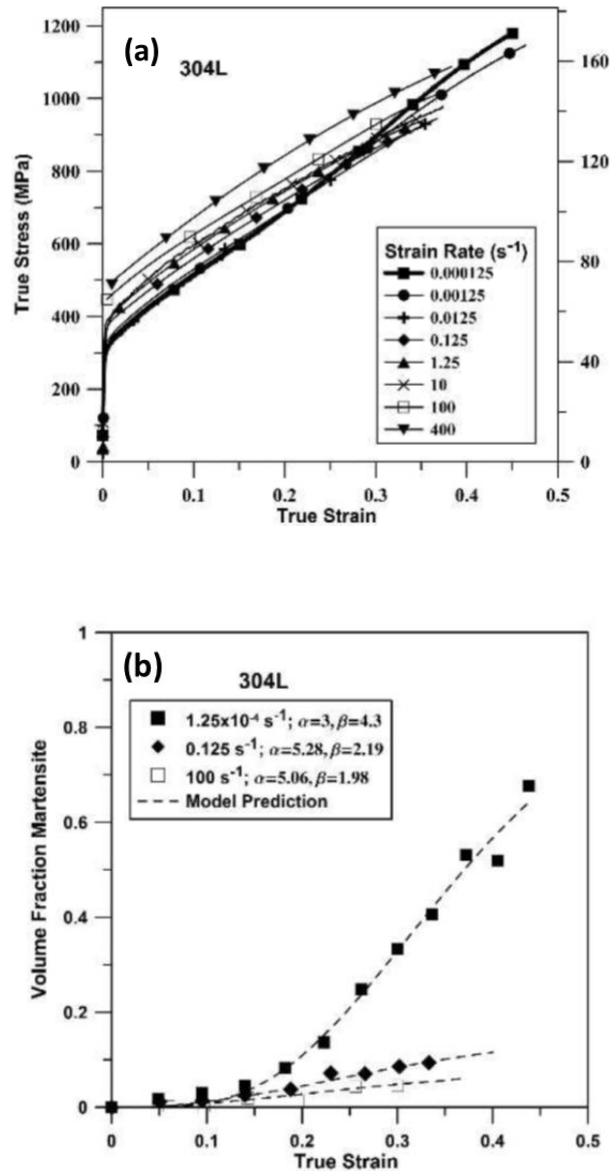 (a)
304L
1200
1000
800
600
400
200
0
160
120
80
40
0
True Stress (MPa)
Strain Rate (s⁻¹)
0.000125
0.00125
0.0125
0.125
1.25
10
100
400
0
0.1
0.2
0.3
0.4
0.5
True Strain
(b)
304L
1.25x10⁻⁴ s⁻¹; α=3, β=4.3
0.125 s⁻¹; α=5.28, β=2.19
100 s⁻¹; α=5.06, β=1.98
Model Prediction
1
0.8
0.6
0.4
0.2
0
Volume Fraction Martensite
0
0.1
0.2
0.3
0.4
0.5
True Strain